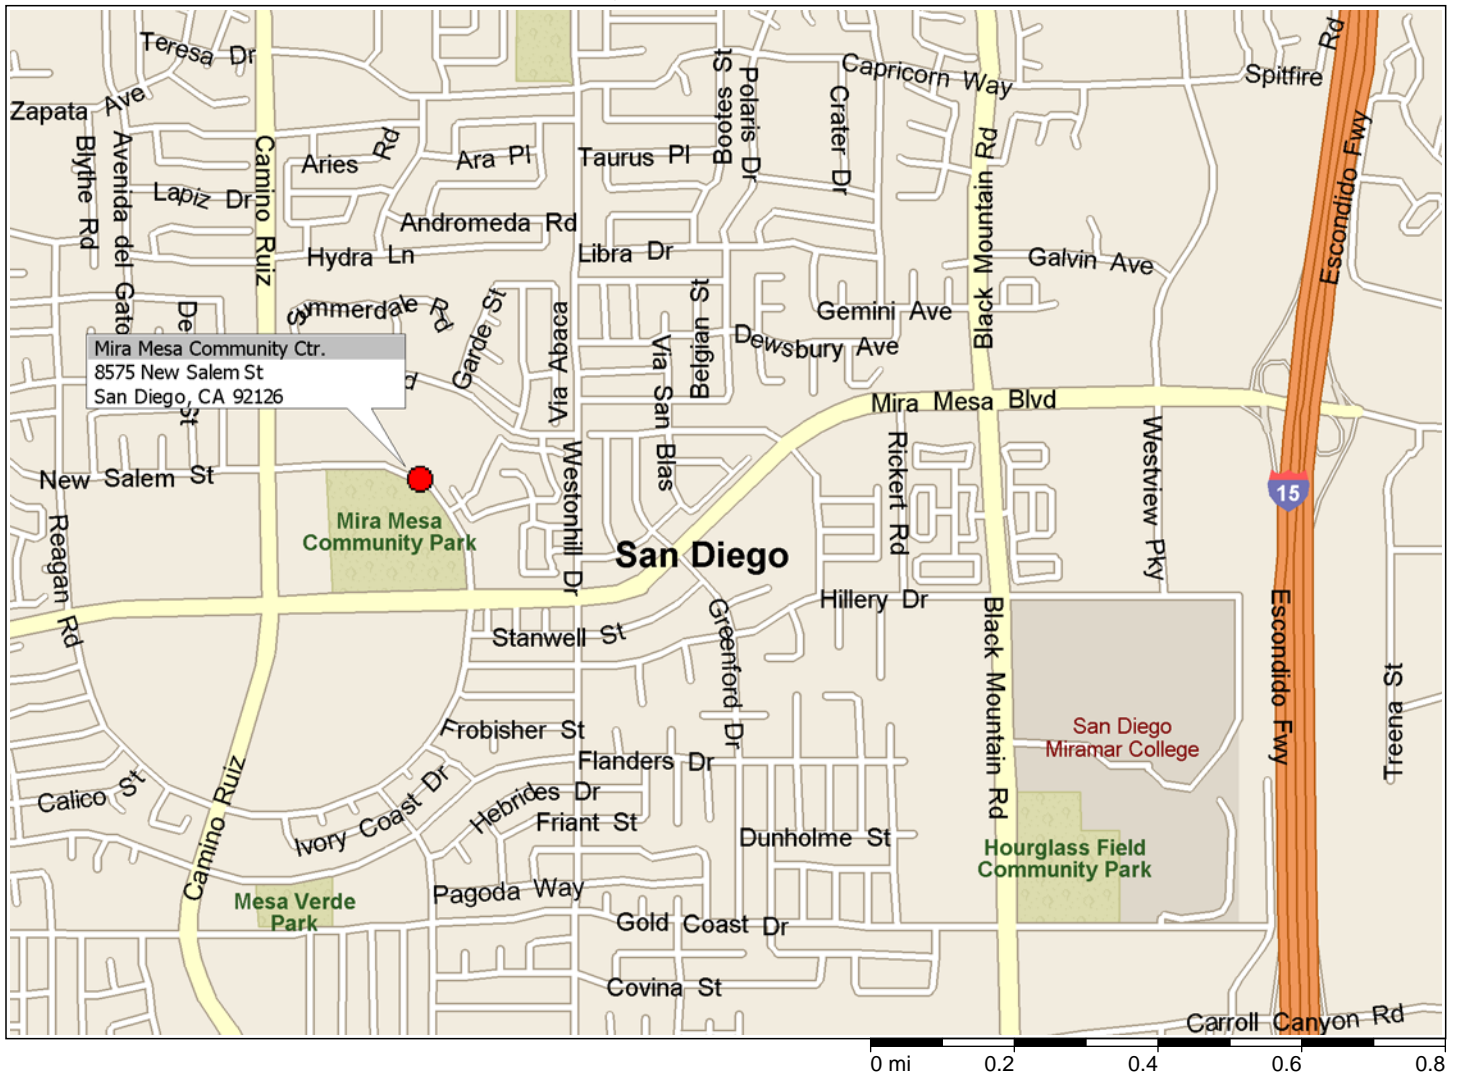 Teresa Dr
Capricorn Way
Spitfire
Rd
Zapata Ave
Bootes St
Polaris Dr
Crater Dr
Escondido Fwy
Blythe Rd
Avenida del Gato
Camino Ruiz
Aries Rd
Ara Pl
Taurus Pl
Black Mountain Rd
Lapiz Dr
Andromeda Rd
Hydra Ln
Libra Dr
Galvin Ave
De
St
Summerdale Rd
Garde St
Via Abaca
Belgian St
Gemini Ave
Via San Blas
Dewsbury Ave
Mira Mesa Community Ctr.
8575 New Salem St
San Diego, CA 92126
d
Mira Mesa Blvd
Westonhill Dr
Rickert Rd
Westview Pky
New Salem St
15
Mira Mesa
Community Park
Reagan Rd
San Diego
Hillery Dr
Stanwell St
Greenford Dr
Black Mountain Rd
Escondido Fwy
Treena St
Frobisher St
San Diego
Miramar College
Flanders Dr
Calico St
Camino Ruiz
Ivory Coast Dr
Hebrides Dr
Friant St
Dunholme St
Hourglass Field
Community Park
Mesa Verde
Park
Pagoda Way
Gold Coast Dr
Covina St
Carroll Canyon Rd
0 mi 0.2 0.4 0.6 0.8